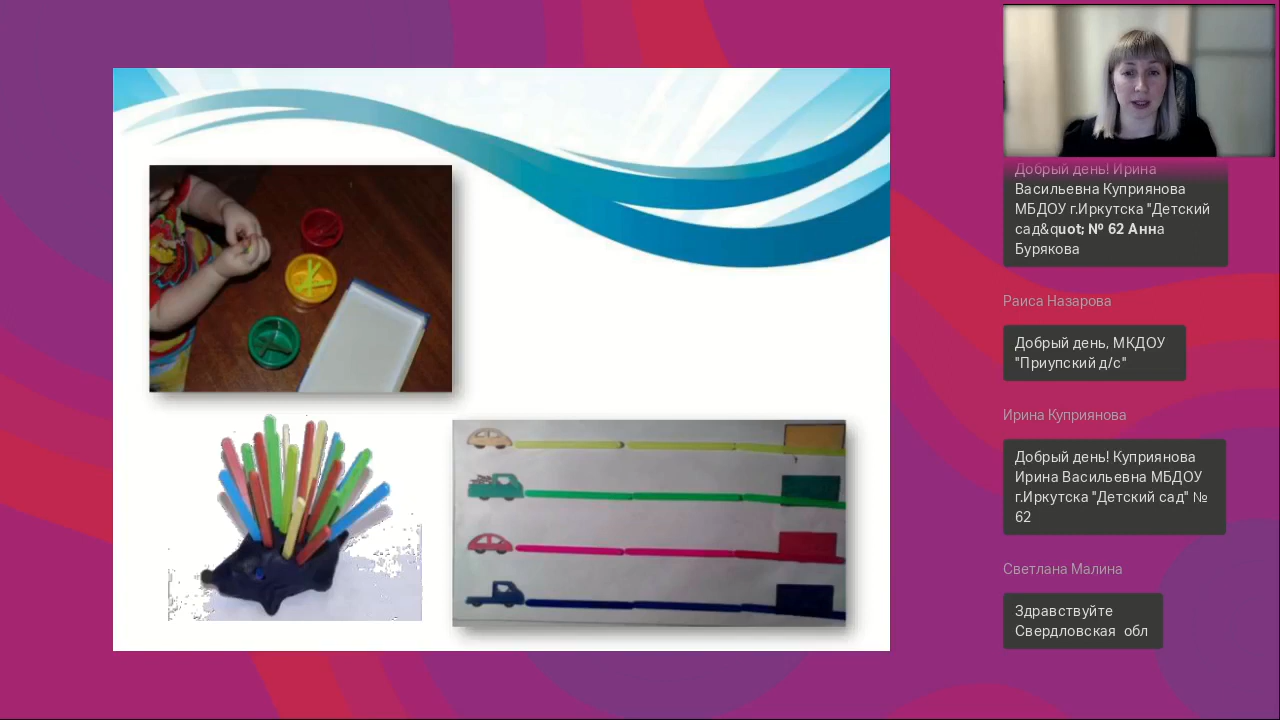 Добрый день! Ирина
Васильевна Куприянова
МБДОУ г.Иркутска "Детский
сад&quot; № 62 Анна
Бурякова
Раиса Назарова
Добрый день, МКДОУ
"Приупский д/с"
Ирина Куприянова
Добрый день! Куприянова
Ирина Васильевна МБДОУ
г.Иркутска "Детский сад" №
62
Светлана Малина
Здравствуйте
Свердловская  обл